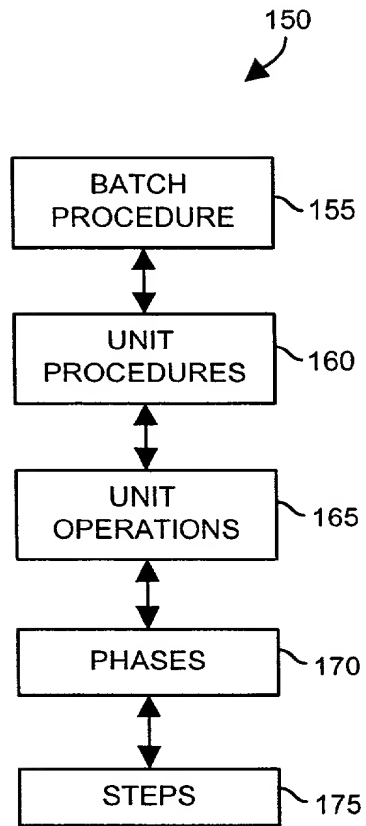 150
BATCH
PROCEDURE
155
UNIT
PROCEDURES
160
UNIT
OPERATIONS
165
PHASES
170
STEPS
175